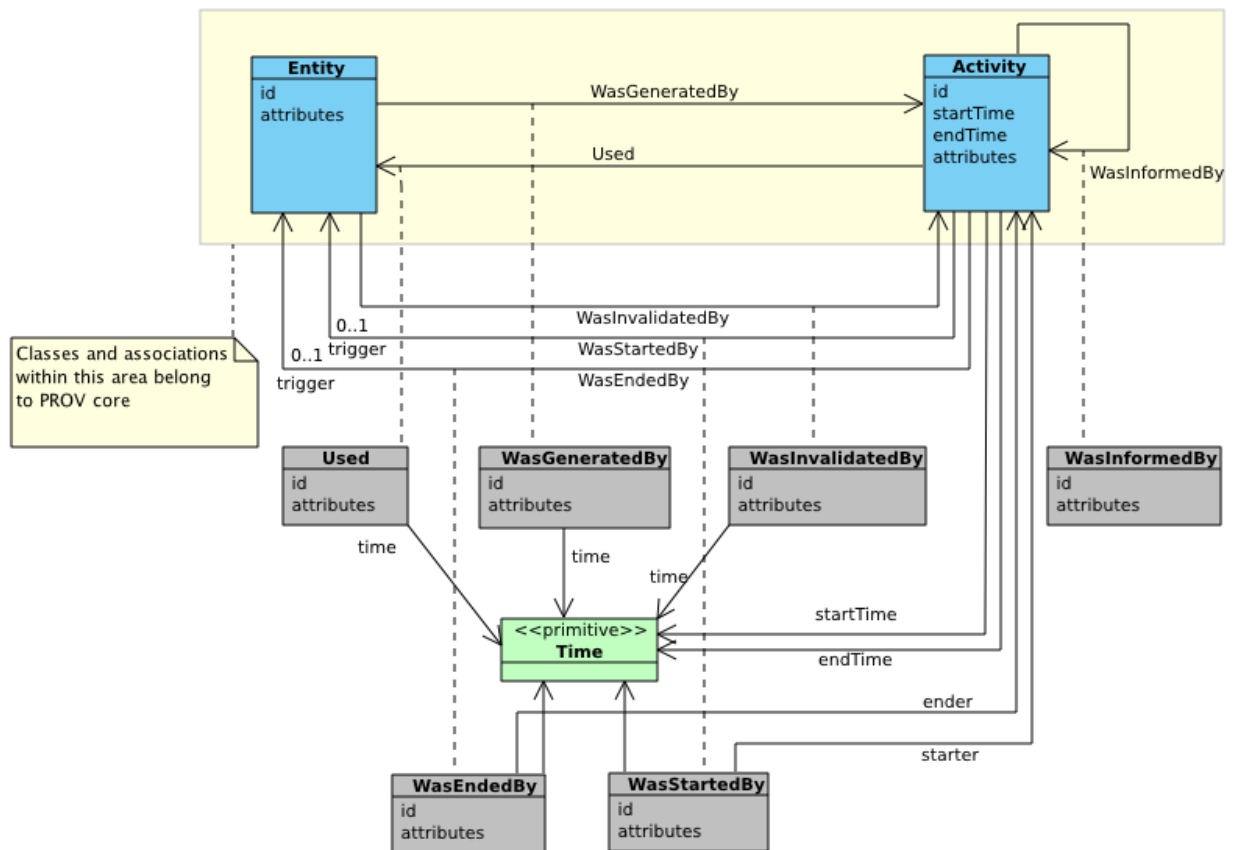 Entity
id
attributes
Activity
id
startTime
endTime
attributes
WasGeneratedBy
Used
WasInformedBy
WasInvalidatedBy
0..1
trigger
WasStartedBy
0..1
trigger
WasEndedBy
Classes and associations
within this area belong
to PROV core
Used
id
attributes
WasGeneratedBy
id
attributes
WasInvalidatedBy
id
attributes
WasInformedBy
id
attributes
time
time
time
<<primitive>>
Time
startTime
endTime
ender
starter
WasEndedBy
id
attributes
WasStartedBy
id
attributes